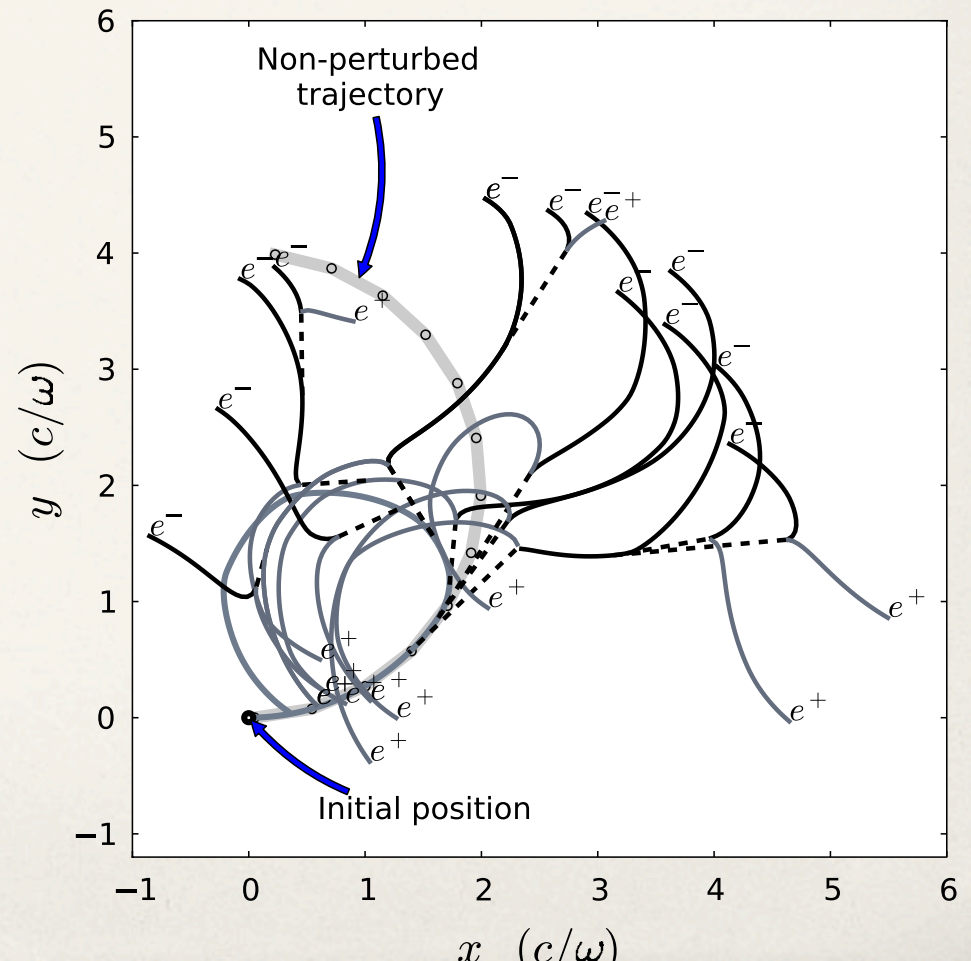 6
Non-perturbed
trajectory
5
e⁻
e⁻
e⁻
e⁺
4
e⁻
e⁻
e⁻
e⁻
e⁺
e⁻
3
e⁻
y (c/ω)
e⁻
e⁻
2
e⁻
1
e⁺
e⁺
e⁺
e⁺
e⁺
e⁺
e⁺
e⁺
0
e⁺
Initial position
−1
−1 0 1 2 3 4 5 6
x (c/ω)